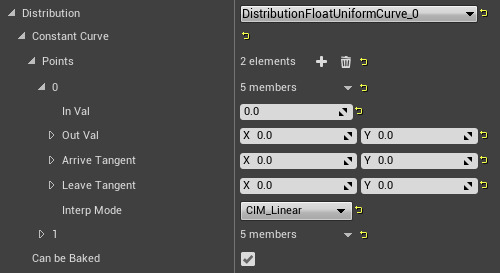 Distribution DistributionFloatUniformCurve_0
Constant Curve
Points 2 elements
0 5 members
In Val 0.0
Out Val X 0.0 Y 0.0
Arrive Tangent X 0.0 Y 0.0
Leave Tangent X 0.0 Y 0.0
Interp Mode CIM_Linear
1 5 members
Can be Baked